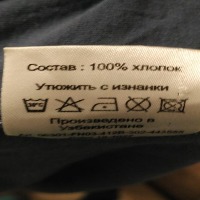 Состав : 100% хлопок
Утюжить с изнанки
Произведено в
Узбекистане